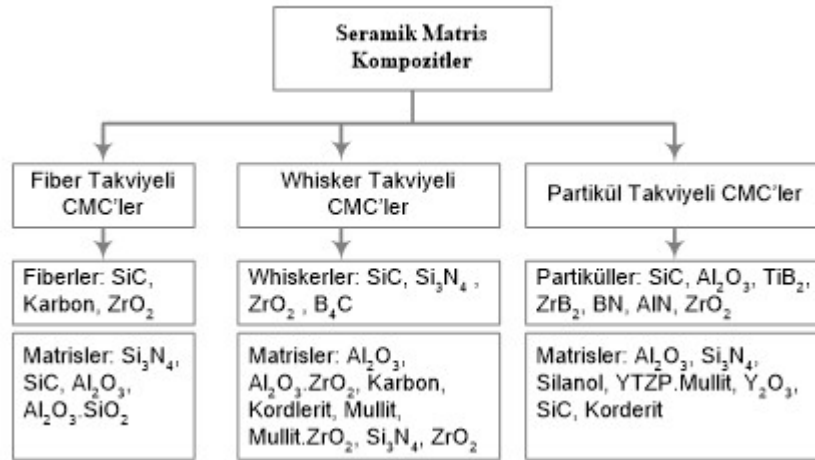 Seramik Matris
Kompozitler
Fiber Takviyeli
CMC'ler
Whisker Takviyeli
CMC'ler
Partikül Takviyeli CMC'ler
Fiberler: SiC,
Karbon, ZrO₂
Whiskerler: SiC, Si₃N₄ ,
ZrO₂ , B₄C
Partiküller: SiC, Al₂O₃, TiB₂,
ZrB₂, BN, AlN, ZrO₂
Matrisler: Si₃N₄,
SiC, Al₂O₃,
Al₂O₃.SiO₂
Matrisler: Al₂O₃,
Al₂O₃.ZrO₂, Karbon,
Kordlerit, Mullit,
Mullit.ZrO₂, Si₃N₄, ZrO₂
Matrisler: Al₂O₃, Si₃N₄,
Silanol, YTZP.Mullit, Y₂O₃,
SiC, Korderit